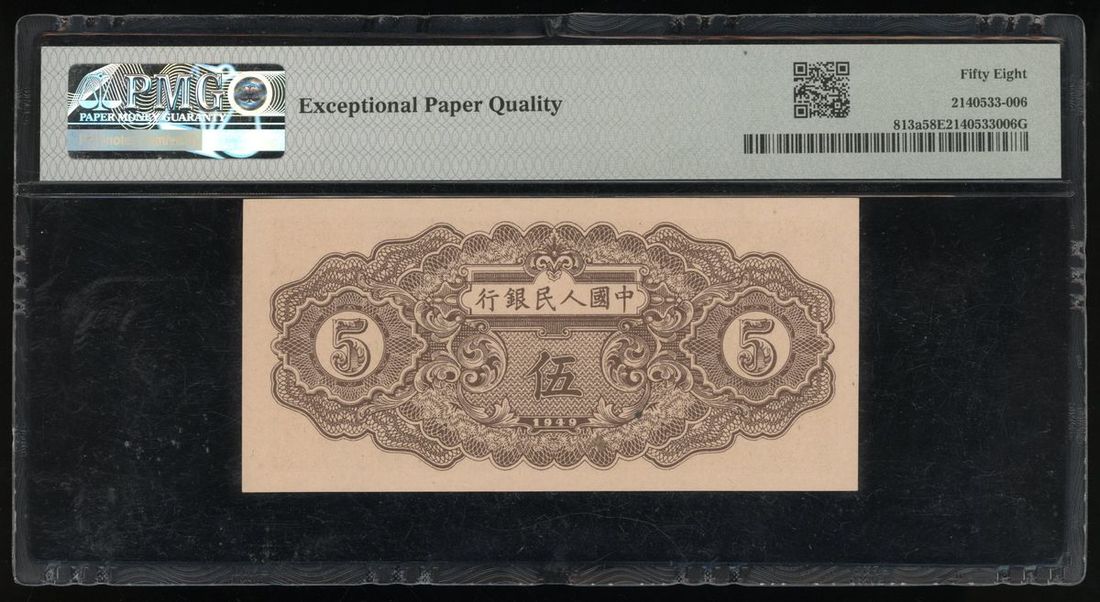 PMG
PAPER MONEY GUARANTY
Exceptional Paper Quality
Fifty Eight
2140533-006
813a58E2140533006G
行銀民人國中
5
伍
5
1949